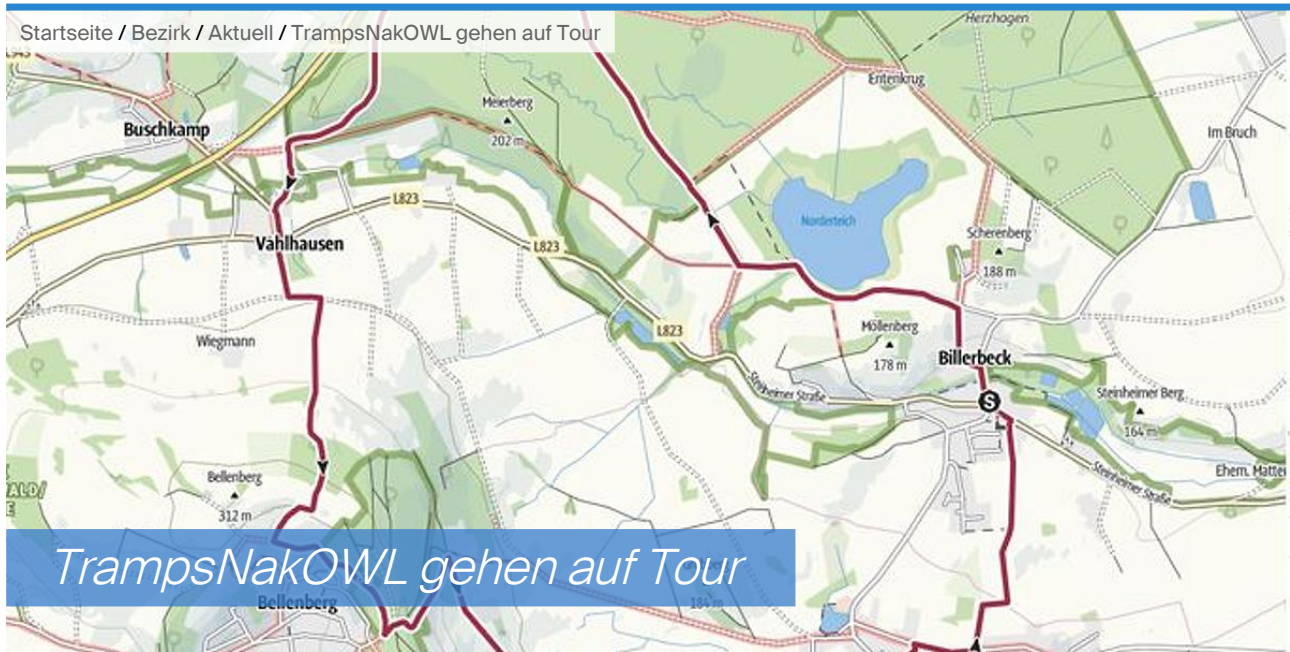 Startseite / Bezirk / Aktuell / TrampsNakOWL gehen auf Tour
Herzhagen
Entenkrug
Meierberg
202 m
Buschkamp
Im Bruch
L823
Norderteich
Scherenberg
188 m
Vahlhausen
L823
L823
Wiegmann
Möllenberg
178 m
Billerbeck
Steinheimer Straße
S
Steinheimer Berg
164 m
Bellenberg
312 m
Steinheimer Straße
Ehem. Matte
ALD/
E
TrampsNakOWL gehen auf Tour
Bellenberg
184 m